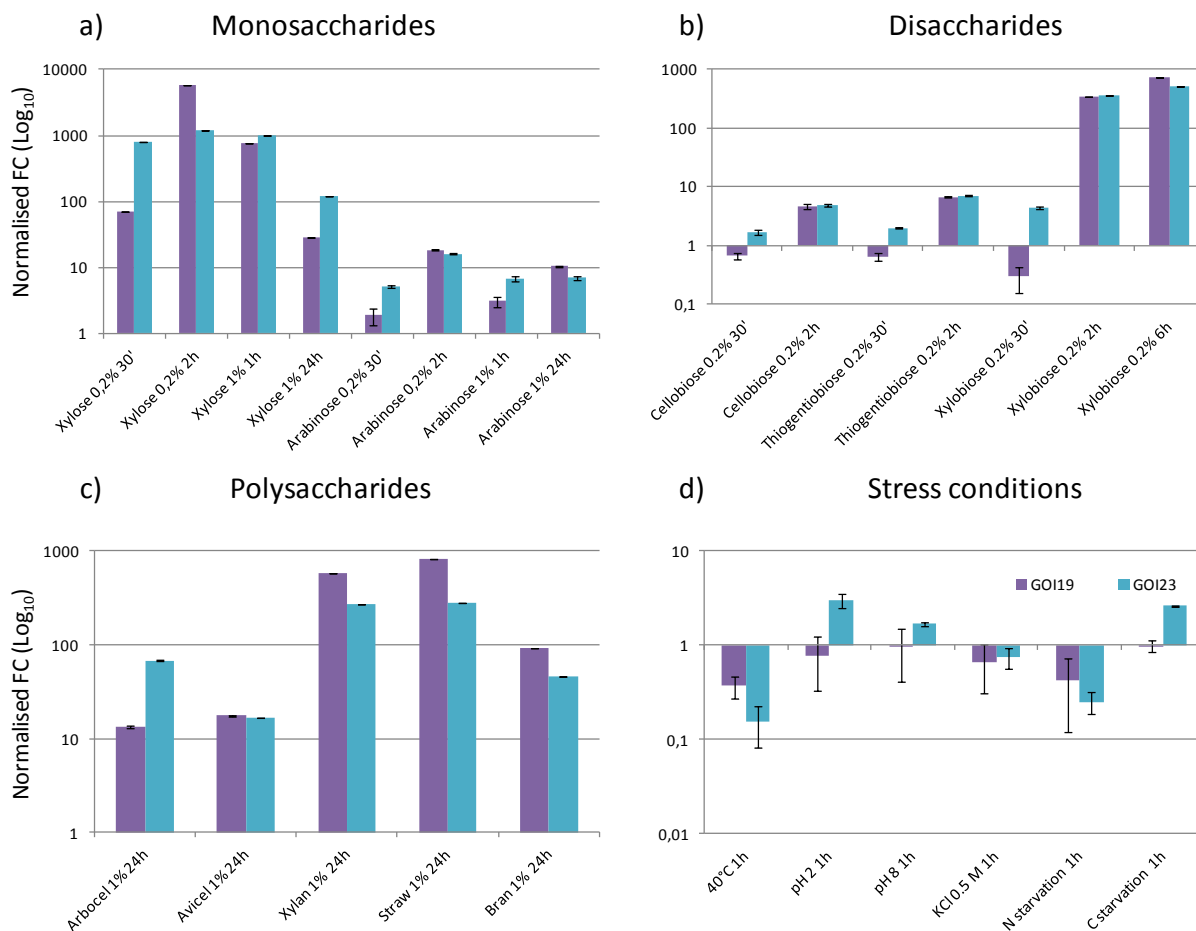 a) Monosaccharides
Normalised FC (Log10)
10000
1000
100
10
1
Xylose 0,2% 30'
Xylose 0,2% 2h
Xylose 1% 1h
Xylose 1% 24h
Arabinose 0,2% 30'
Arabinose 0.2% 2h
Arabinose 1% 1h
Arabinose 1% 24h
b) Disaccharides
1000
100
10
1
0,1
Cellobiose 0.2% 30'
Cellobiose 0.2% 2h
Thiogentiobiose 0.2% 30'
Thiogentiobiose 0.2% 2h
Xylobiose 0.2% 30'
Xylobiose 0.2% 2h
Xylobiose 0.2% 6h
c) Polysaccharides
Normalised FC (Log10)
1000
100
10
1
Arbocel 1% 24h
Avicel 1% 24h
Xylan 1% 24h
Straw 1% 24h
Bran 1% 24h
d) Stress conditions
10
1
0,1
0,01
GOI19
GOI23
40°C 1h
pH 2 1h
pH 8 1h
KCl 0.5 M 1h
N starvation 1h
C starvation 1h